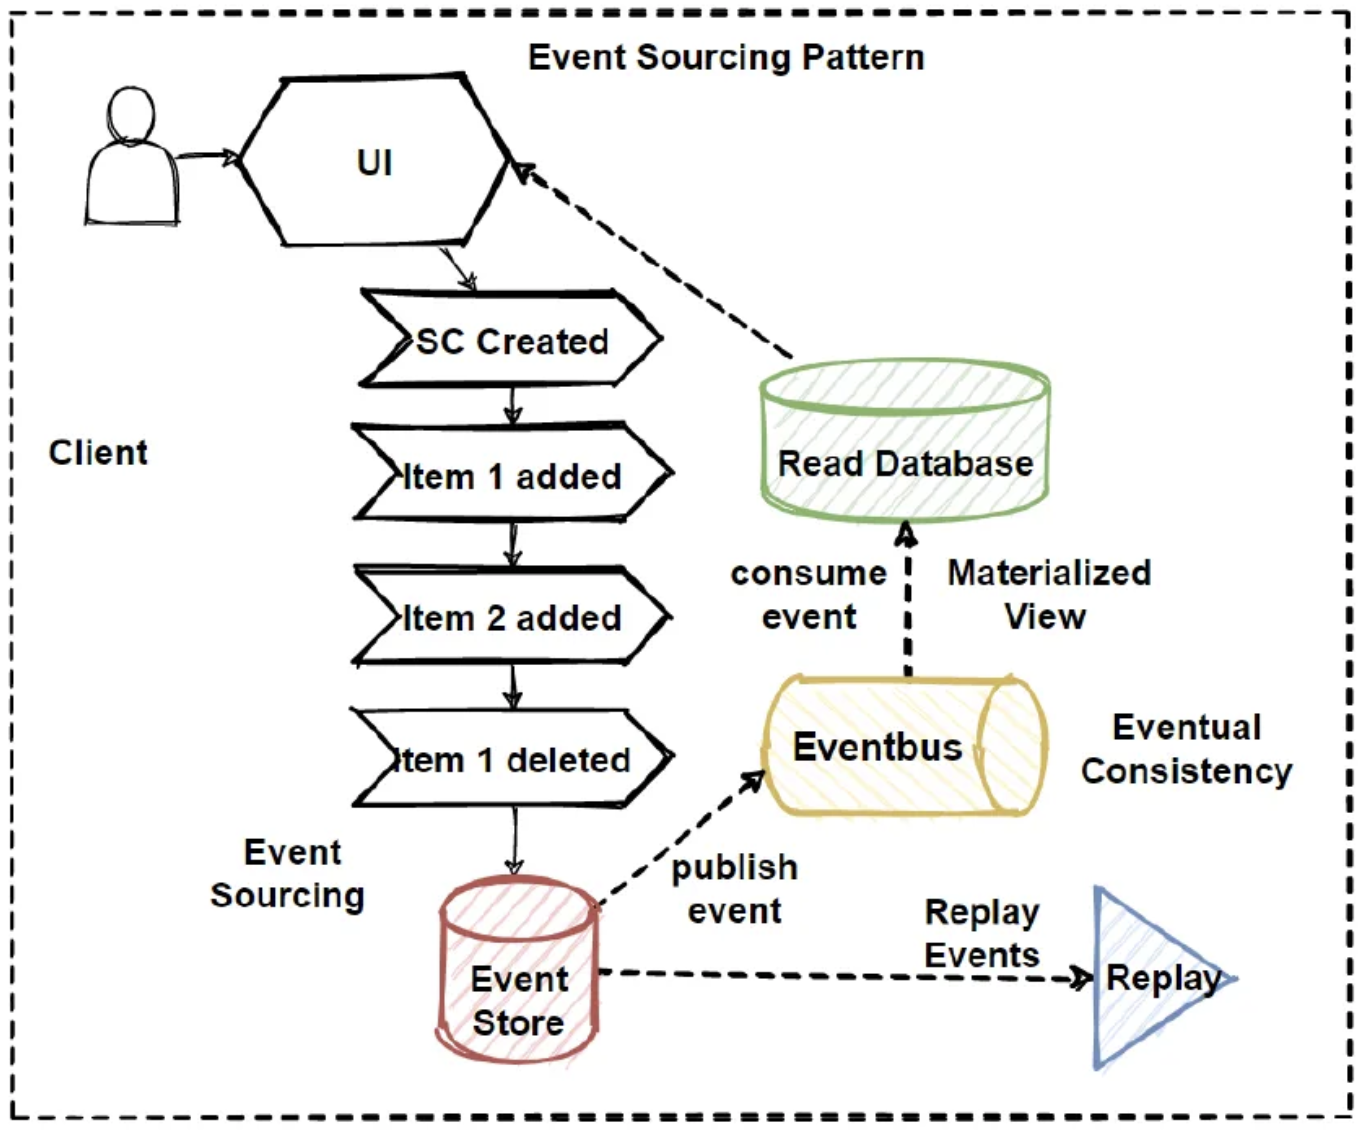 Event Sourcing Pattern
UI
SC Created
Client
Item 1 added
Read Database
consume
event
Materialized
View
Item 2 added
Item 1 deleted
Eventbus
Eventual
Consistency
Event
Sourcing
publish
event
Replay
Events
Event
Store
Replay